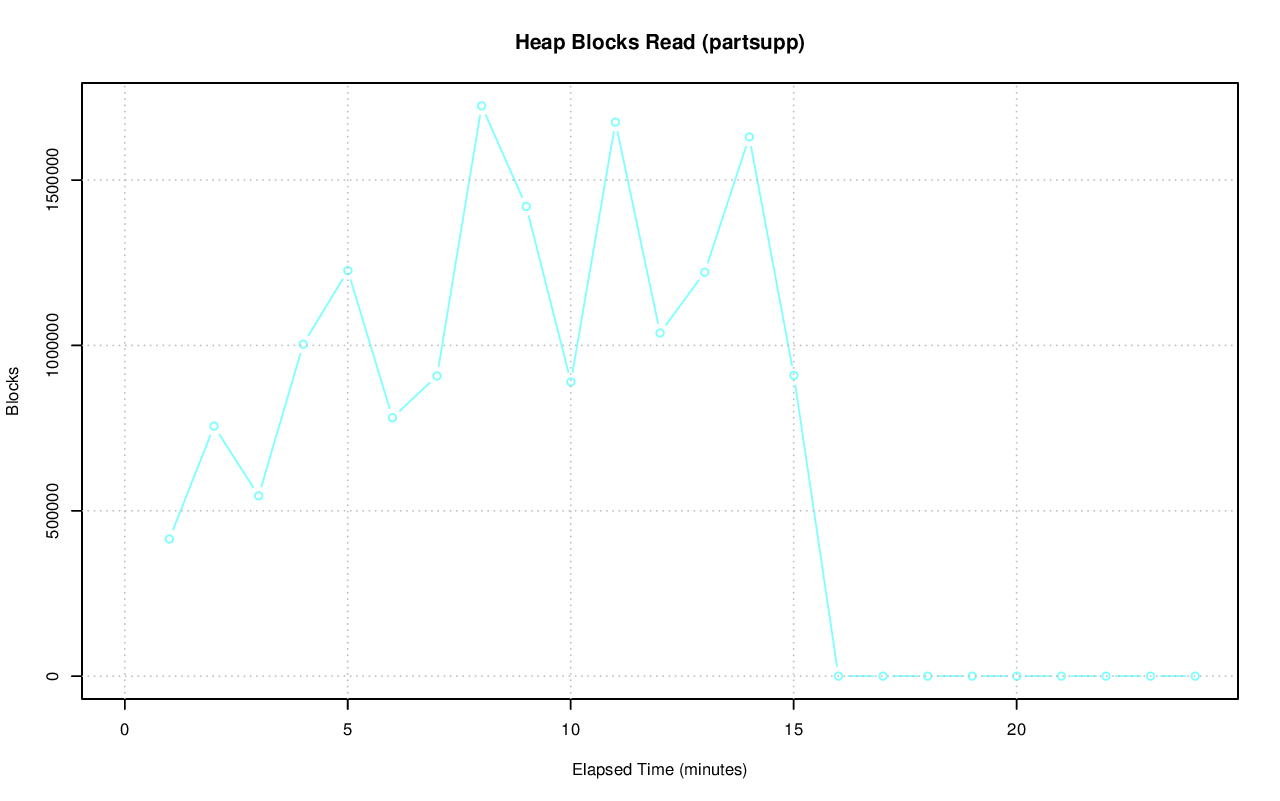 Heap Blocks Read (partsupp)
Blocks
1500000
1000000
500000
0
0 5 10 15 20
Elapsed Time (minutes)